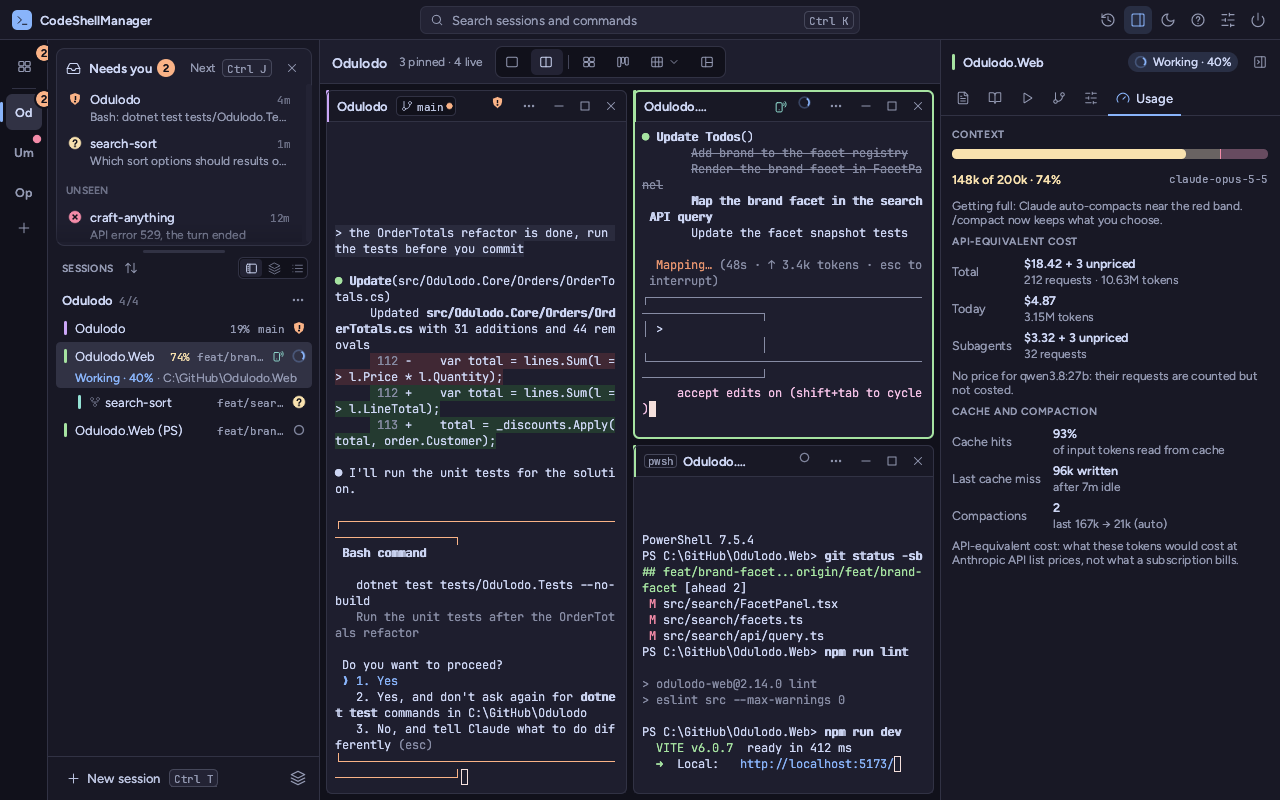 CodeShellManager
Search sessions and commands
Ctrl K
2
Needs you 2 Next Ctrl J
Odulodo 4m
Bash: dotnet test tests/Odulodo.Te…
search-sort 1m
Which sort options should results o…
UNSEEN
craft-anything 12m
API error 529, the turn ended
2
Od
Um
Op
SESSIONS
Odulodo 4/4
Odulodo 19% main
Odulodo.Web 74% feat/bran…
Working · 40% · C:\GitHub\Odulodo.Web
search-sort feat/sear…
Odulodo.Web (PS) feat/bran…
New session Ctrl T
Odulodo 3 pinned · 4 live
Odulodo main
> the OrderTotals refactor is done, run
the tests before you commit
Update(src/Odulodo.Core/Orders/OrderTo
tals.cs)
Updated src/Odulodo.Core/Orders/Ord
erTotals.cs with 31 additions and 44 rem
ovals
112 - var total = lines.Sum(l =
> l.Price * l.Quantity);
112 + var total = lines.Sum(l =
> l.LineTotal);
113 + total = _discounts.Apply(
total, order.Customer);
I'll run the unit tests for the soluti
on.
Bash command
dotnet test tests/Odulodo.Tests --no-
build
Run the unit tests after the OrderTot
als refactor
Do you want to proceed?
❯ 1. Yes
2. Yes, and don't ask again for dotne
t test commands in C:\GitHub\Odulodo
3. No, and tell Claude what to do dif
ferently (esc)
Odulodo.…
Update Todos()
Add brand to the facet registry
Render the brand facet in FacetPa
nel
Map the brand facet in the search
API query
Update the facet snapshot tests
Mapping… (48s · ↑ 3.4k tokens · esc to
interrupt)
>
accept edits on (shift+tab to cycle
)
pwsh Odulodo.…
PowerShell 7.5.4
PS C:\GitHub\Odulodo.Web> git status -sb
## feat/brand-facet...origin/feat/brand-
facet [ahead 2]
M src/search/FacetPanel.tsx
M src/search/facets.ts
M src/search/api/query.ts
PS C:\GitHub\Odulodo.Web> npm run lint
> odulodo-web@2.14.0 lint
> eslint src --max-warnings 0
PS C:\GitHub\Odulodo.Web> npm run dev
VITE v6.0.7 ready in 412 ms
➜ Local: http://localhost:5173/
Odulodo.Web Working · 40%
Usage
CONTEXT
148k of 200k · 74% claude-opus-5-5
Getting full: Claude auto-compacts near the red band.
/compact now keeps what you choose.
API-EQUIVALENT COST
Total $18.42 + 3 unpriced
212 requests · 10.63M tokens
Today $4.87
3.15M tokens
Subagents $3.32 + 3 unpriced
32 requests
No price for qwen3.8:27b: their requests are counted but
not costed.
CACHE AND COMPACTION
Cache hits 93%
of input tokens read from cache
Last cache miss 96k written
after 7m idle
Compactions 2
last 167k → 21k (auto)
API-equivalent cost: what these tokens would cost at
Anthropic API list prices, not what a subscription bills.